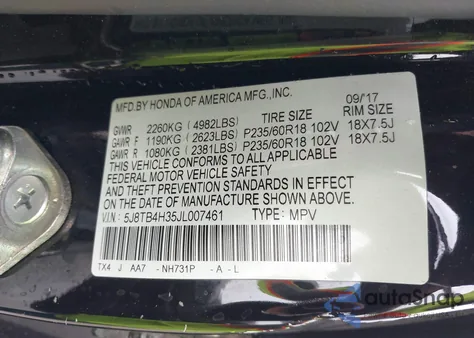 MFD BY HONDA OF AMERICA MFG.,INC. 09/'17
TIRE SIZE RIM SIZE
GVWR 2260KG (4982LBS)
GAWR F 1190KG (2623LBS) P235/60R18 102V 18X7.5J
GAWR R 1080KG (2381LBS) P235/60R18 102V 18X7.5J
THIS VEHICLE CONFORMS TO ALL APPLICABLE
FEDERAL MOTOR VEHICLE SAFETY
AND THEFT PREVENTION STANDARDS IN EFFECT
ON THE DATE OF MANUFACTURE SHOWN ABOVE.
V.I.N: 5J8TB4H35JL007461 TYPE: MPV
TX4 J AA7 - NH731P - A - L
AutoSnap